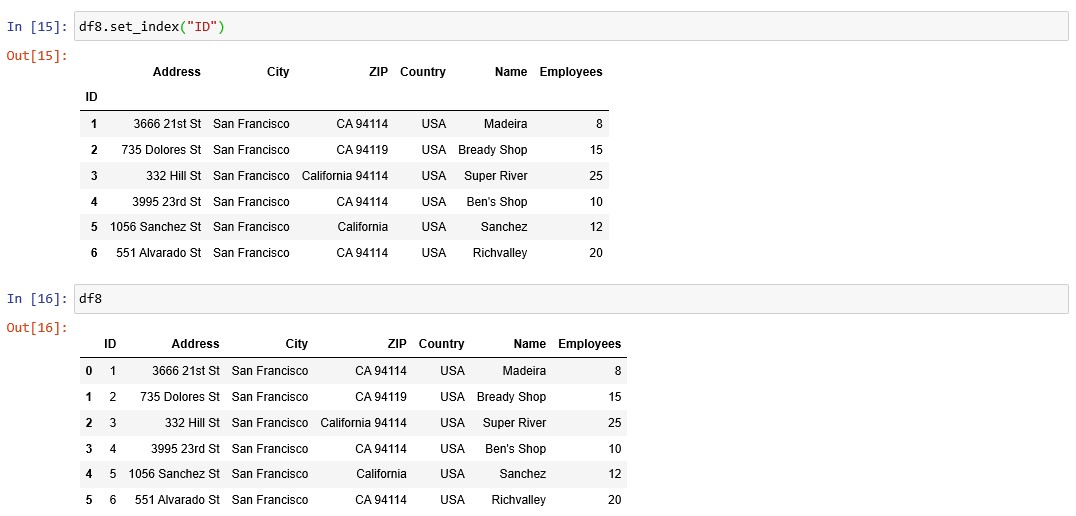 In [15]: df8.set_index("ID")
Out[15]:
Address City ZIP Country Name Employees
ID
1 3666 21st St San Francisco CA 94114 USA Madeira 8
2 735 Dolores St San Francisco CA 94119 USA Bready Shop 15
3 332 Hill St San Francisco California 94114 USA Super River 25
4 3995 23rd St San Francisco CA 94114 USA Ben's Shop 10
5 1056 Sanchez St San Francisco California USA Sanchez 12
6 551 Alvarado St San Francisco CA 94114 USA Richvalley 20
In [16]: df8
Out[16]:
ID Address City ZIP Country Name Employees
0 1 3666 21st St San Francisco CA 94114 USA Madeira 8
1 2 735 Dolores St San Francisco CA 94119 USA Bready Shop 15
2 3 332 Hill St San Francisco California 94114 USA Super River 25
3 4 3995 23rd St San Francisco CA 94114 USA Ben's Shop 10
4 5 1056 Sanchez St San Francisco California USA Sanchez 12
5 6 551 Alvarado St San Francisco CA 94114 USA Richvalley 20